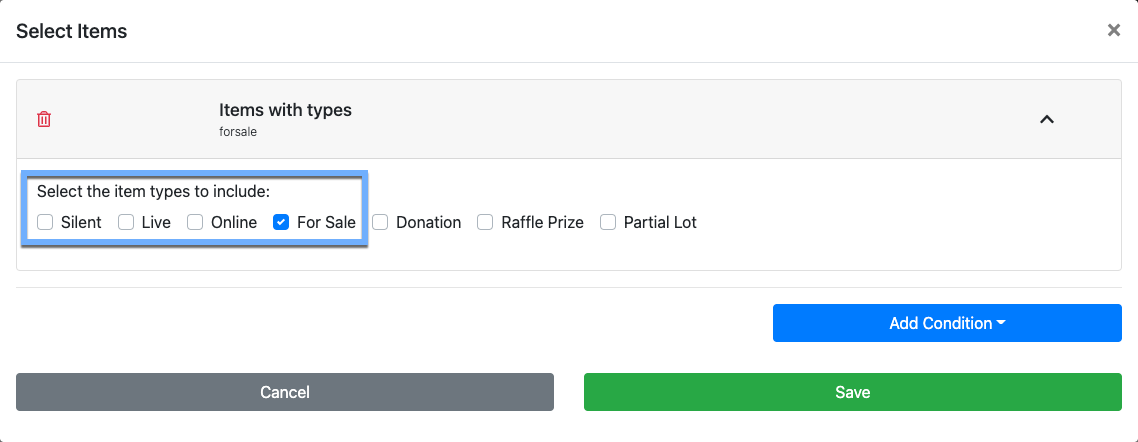 Select Items
×
Items with types
forsale
Select the item types to include:
Silent Live Online For Sale Donation Raffle Prize Partial Lot
Add Condition
Cancel Save